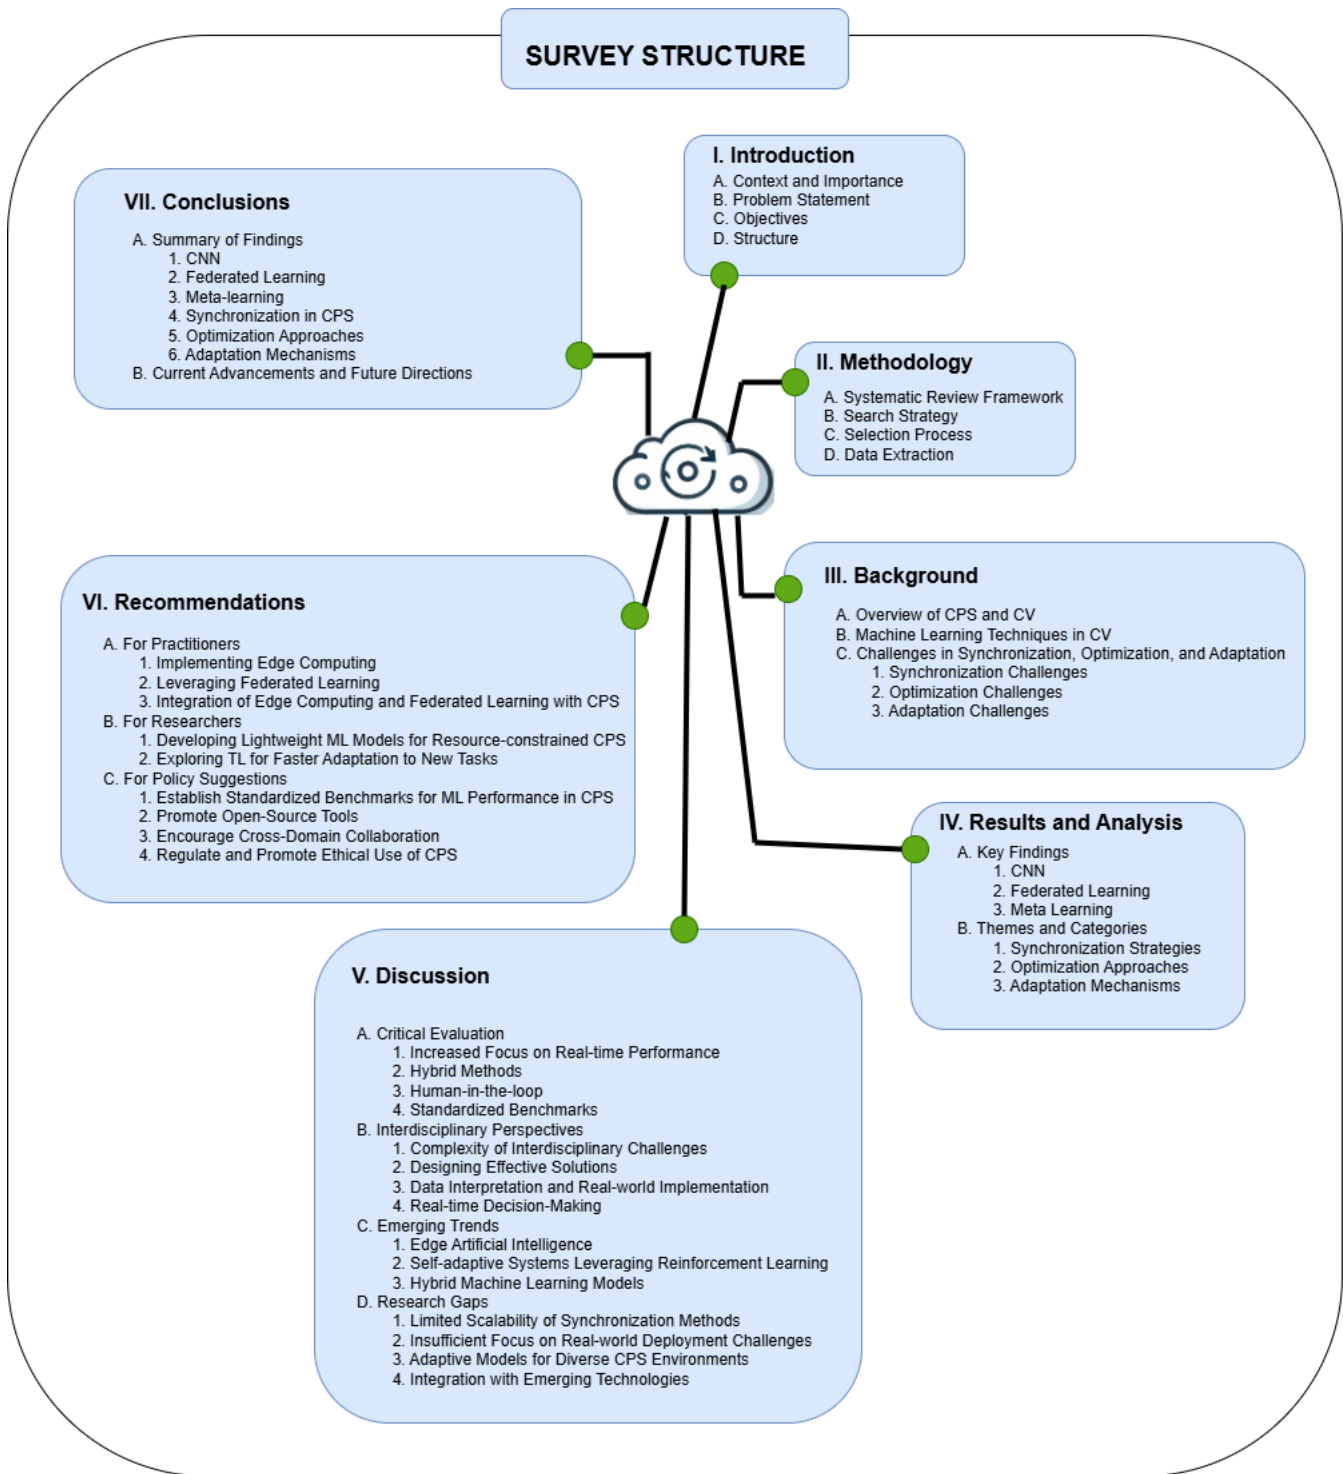 SURVEY STRUCTURE
I. Introduction
A. Context and Importance
B. Problem Statement
C. Objectives
D. Structure
II. Methodology
A. Systematic Review Framework
B. Search Strategy
C. Selection Process
D. Data Extraction
III. Background
A. Overview of CPS and CV
B. Machine Learning Techniques in CV
C. Challenges in Synchronization, Optimization, and Adaptation
1. Synchronization Challenges
2. Optimization Challenges
3. Adaptation Challenges
IV. Results and Analysis
A. Key Findings
1. CNN
2. Federated Learning
3. Meta Learning
B. Themes and Categories
1. Synchronization Strategies
2. Optimization Approaches
3. Adaptation Mechanisms
V. Discussion
A. Critical Evaluation
1. Increased Focus on Real-time Performance
2. Hybrid Methods
3. Human-in-the-loop
4. Standardized Benchmarks
B. Interdisciplinary Perspectives
1. Complexity of Interdisciplinary Challenges
2. Designing Effective Solutions
3. Data Interpretation and Real-world Implementation
4. Real-time Decision-Making
C. Emerging Trends
1. Edge Artificial Intelligence
2. Self-adaptive Systems Leveraging Reinforcement Learning
3. Hybrid Machine Learning Models
D. Research Gaps
1. Limited Scalability of Synchronization Methods
2. Insufficient Focus on Real-world Deployment Challenges
3. Adaptive Models for Diverse CPS Environments
4. Integration with Emerging Technologies
VI. Recommendations
A. For Practitioners
1. Implementing Edge Computing
2. Leveraging Federated Learning
3. Integration of Edge Computing and Federated Learning with CPS
B. For Researchers
1. Developing Lightweight ML Models for Resource-constrained CPS
2. Exploring TL for Faster Adaptation to New Tasks
C. For Policy Suggestions
1. Establish Standardized Benchmarks for ML Performance in CPS
2. Promote Open-Source Tools
3. Encourage Cross-Domain Collaboration
4. Regulate and Promote Ethical Use of CPS
VII. Conclusions
A. Summary of Findings
1. CNN
2. Federated Learning
3. Meta-learning
4. Synchronization in CPS
5. Optimization Approaches
6. Adaptation Mechanisms
B. Current Advancements and Future Directions